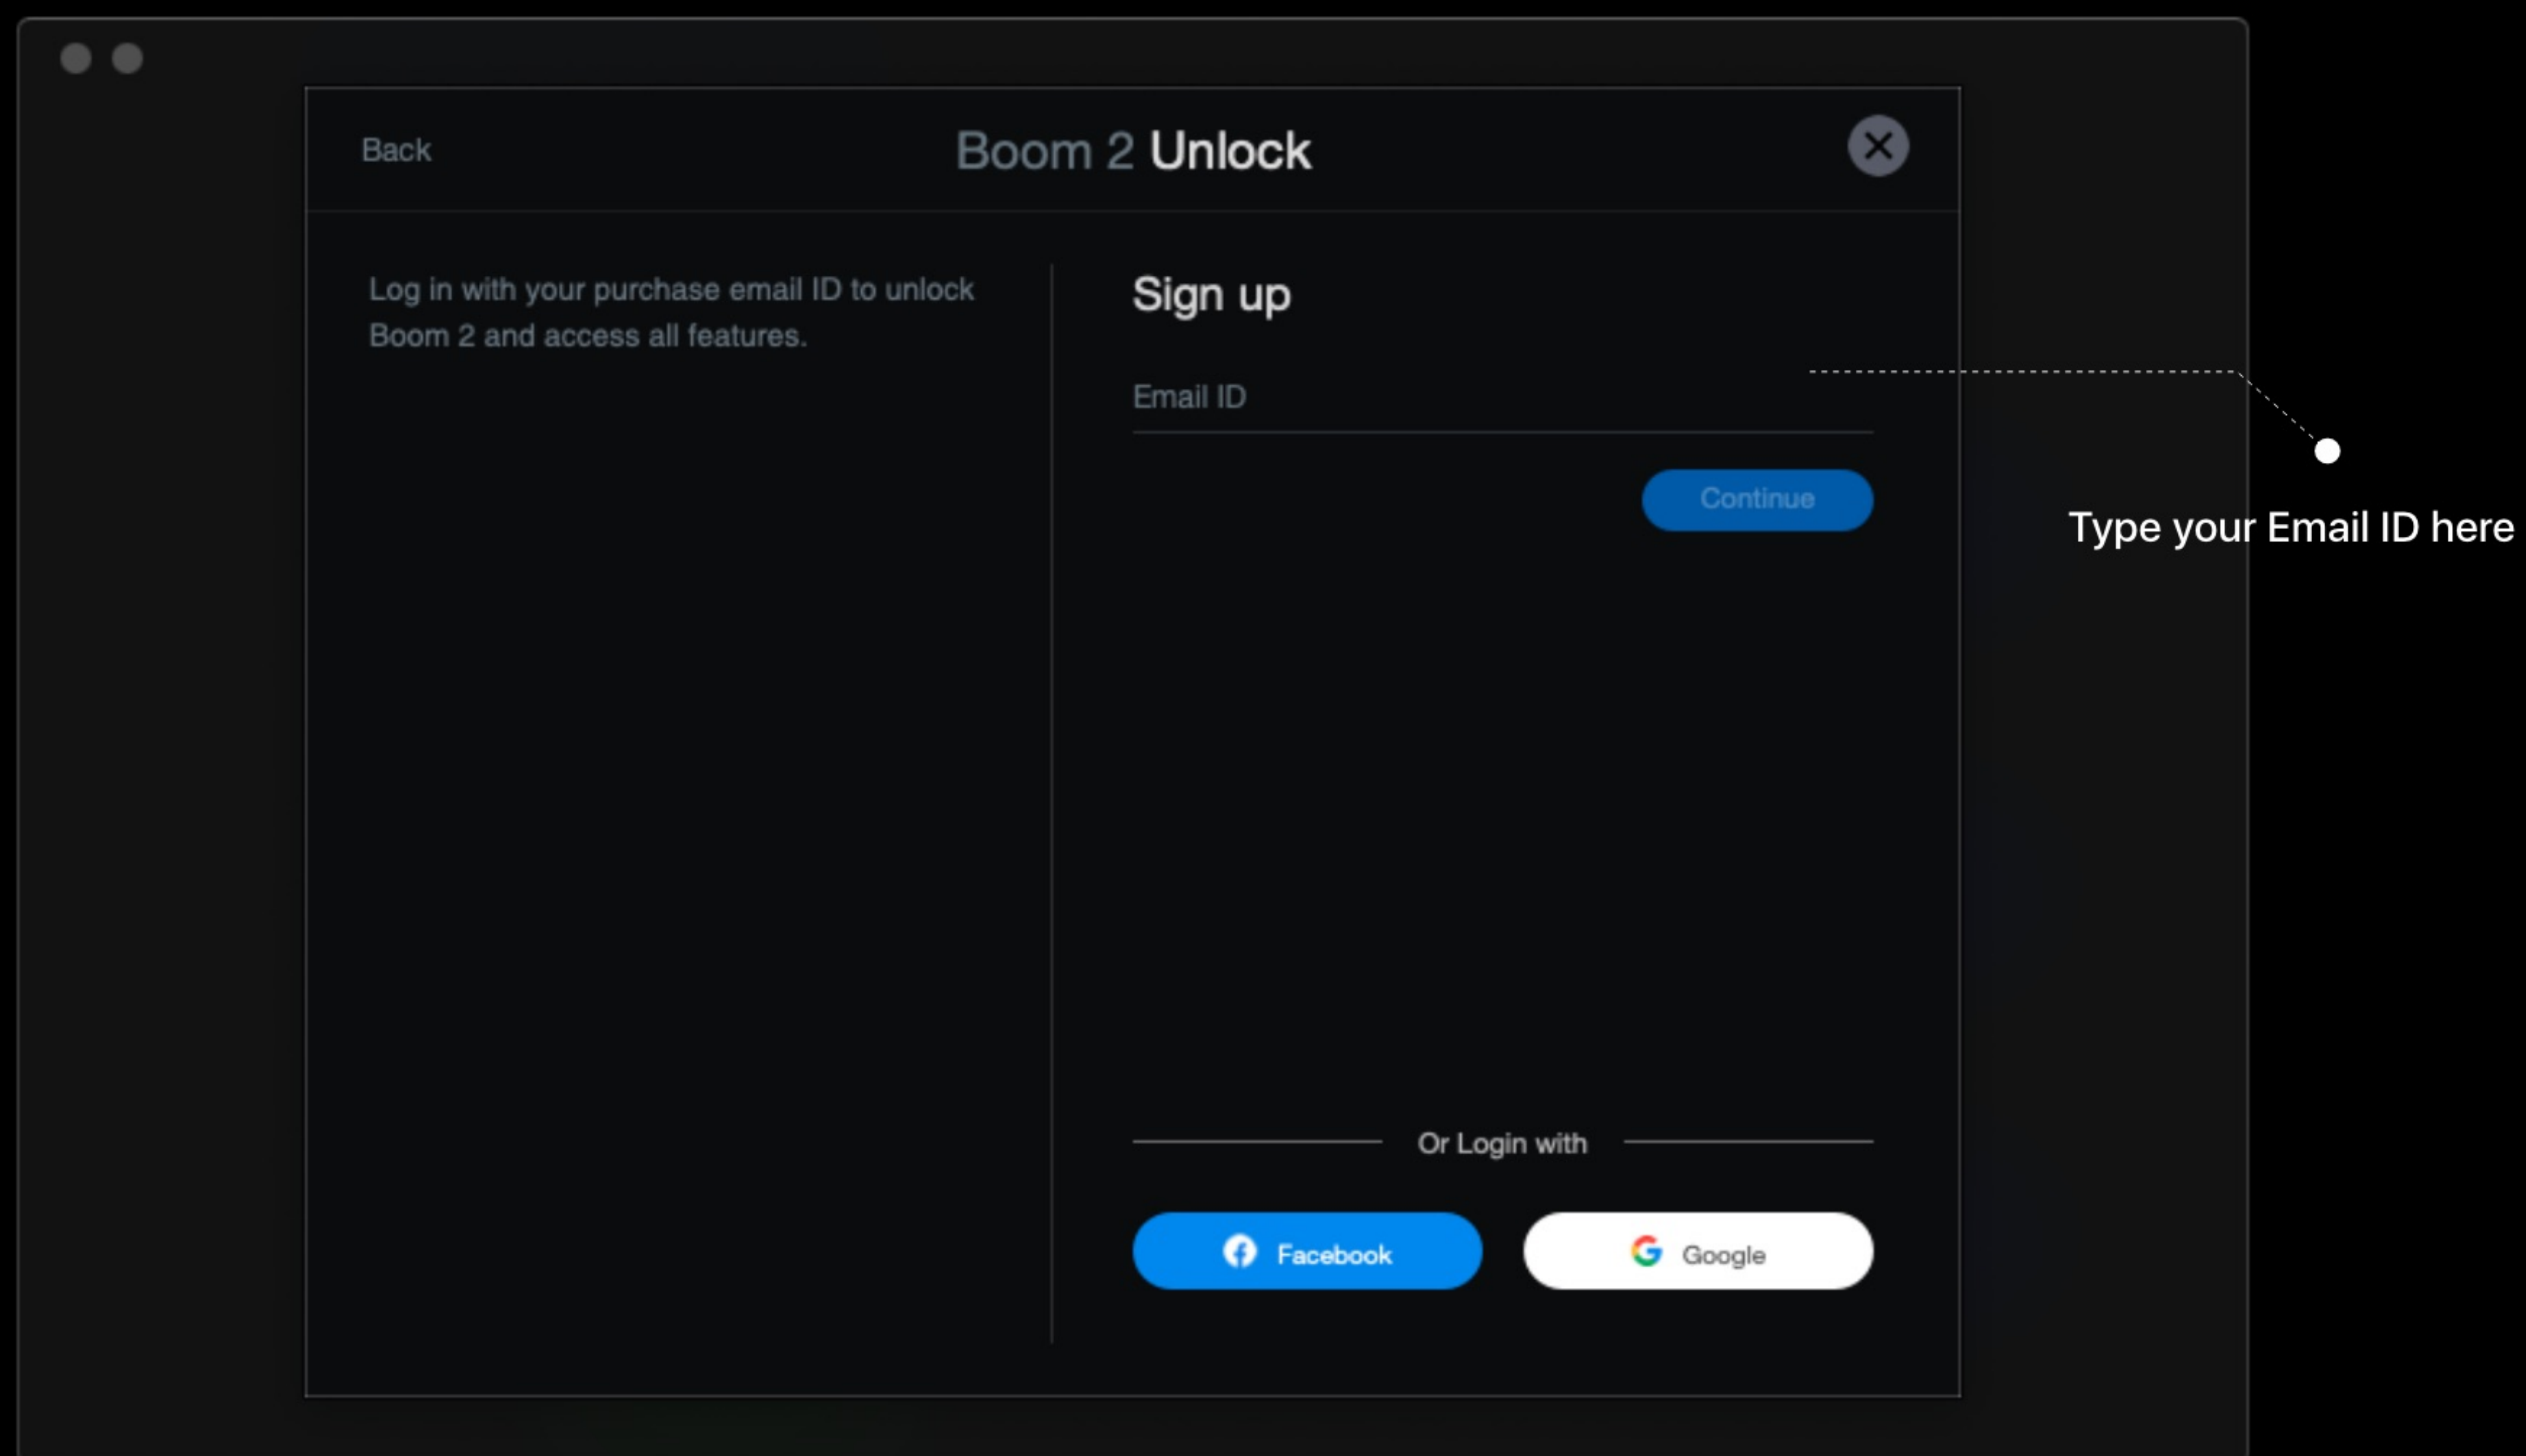 Back
Boom 2 Unlock
Log in with your purchase email ID to unlock
Boom 2 and access all features.
Sign up
Email ID
Continue
Type your Email ID here
Or Login with
Facebook
Google